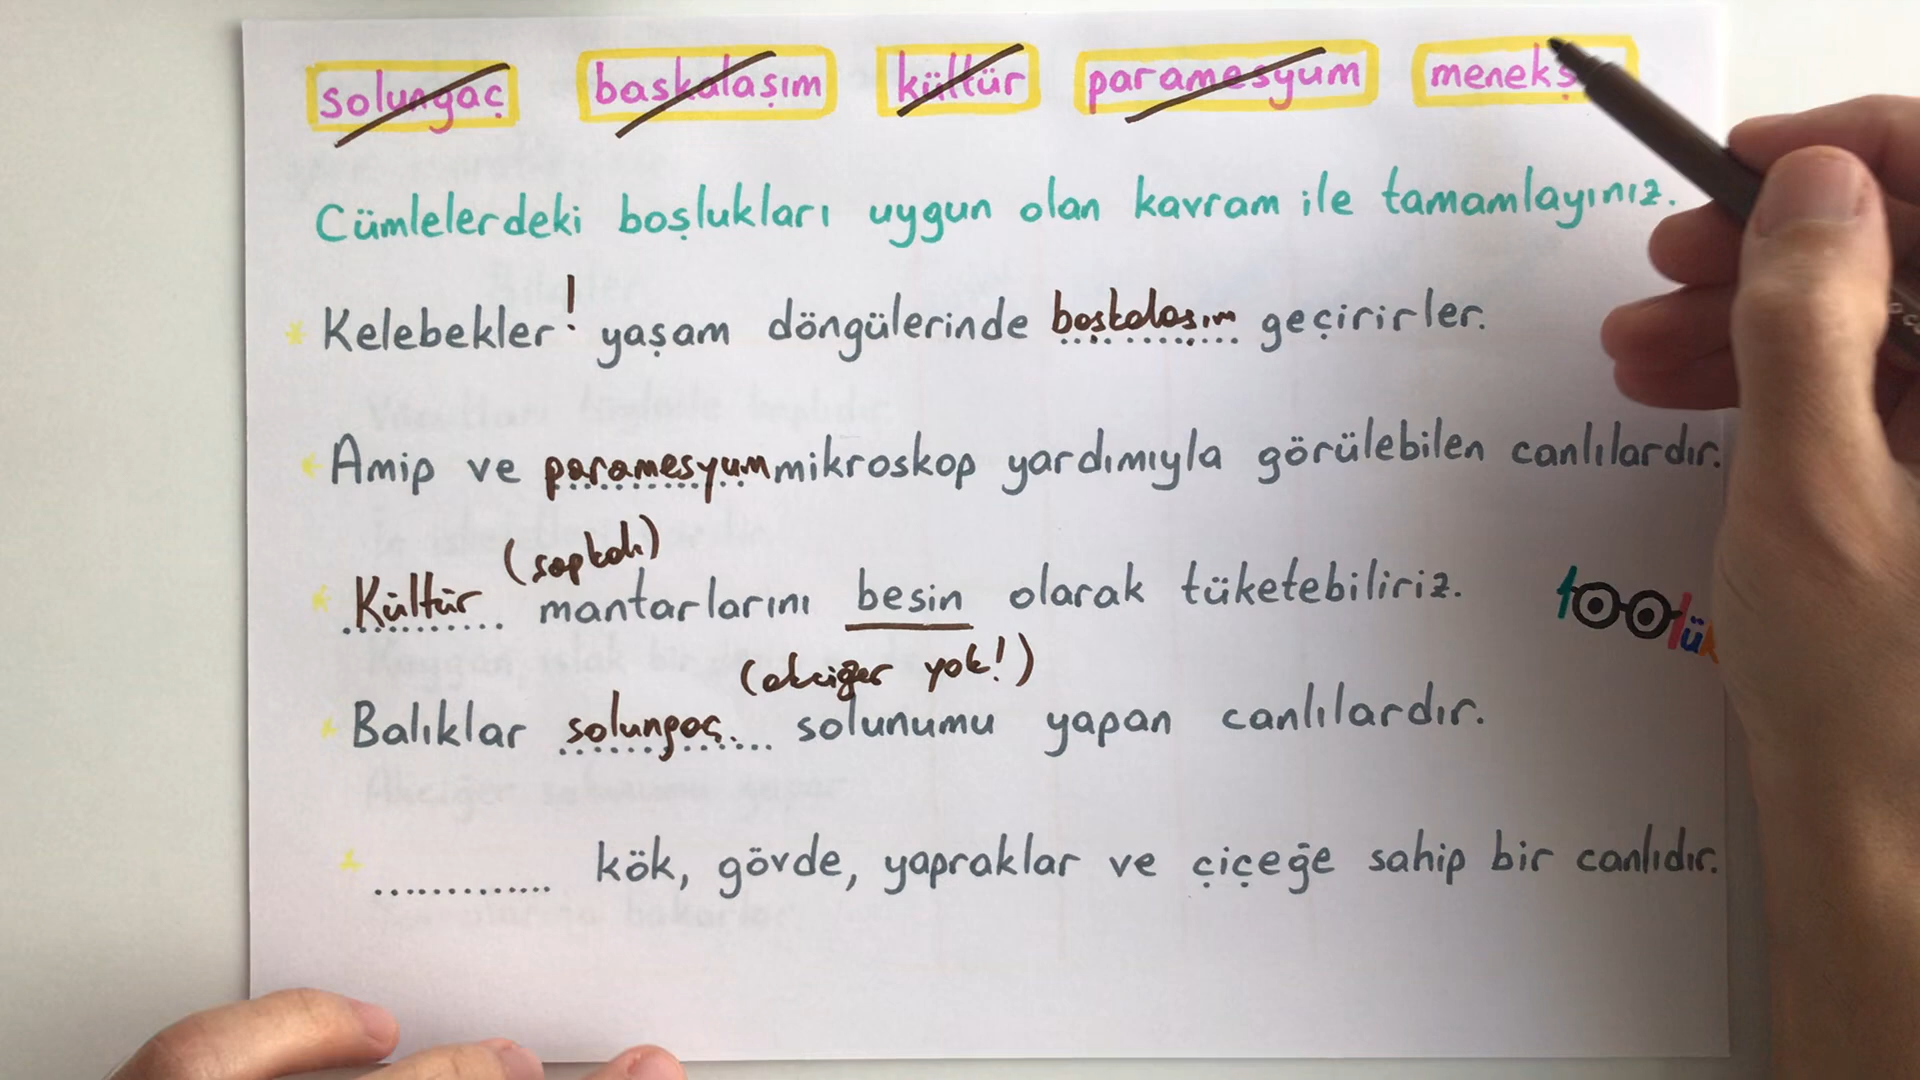 solungaç başkalaşım kültür paramesyum menekş
Cümlelerdeki boşlukları uygun olan kavram ile tamamlayınız.
* Kelebekler! yaşam döngülerinde başkalaşım geçirirler.
* Amip ve paramesyum mikroskop yardımıyla görülebilen canlılardır.
(şapkalı)
* Kültür mantarlarını besin olarak tüketebiliriz.
toolük
(akciğer yok!)
* Balıklar solungaç solunumu yapan canlılardır.
* ............. kök, gövde, yapraklar ve çiçeğe sahip bir canlıdır.